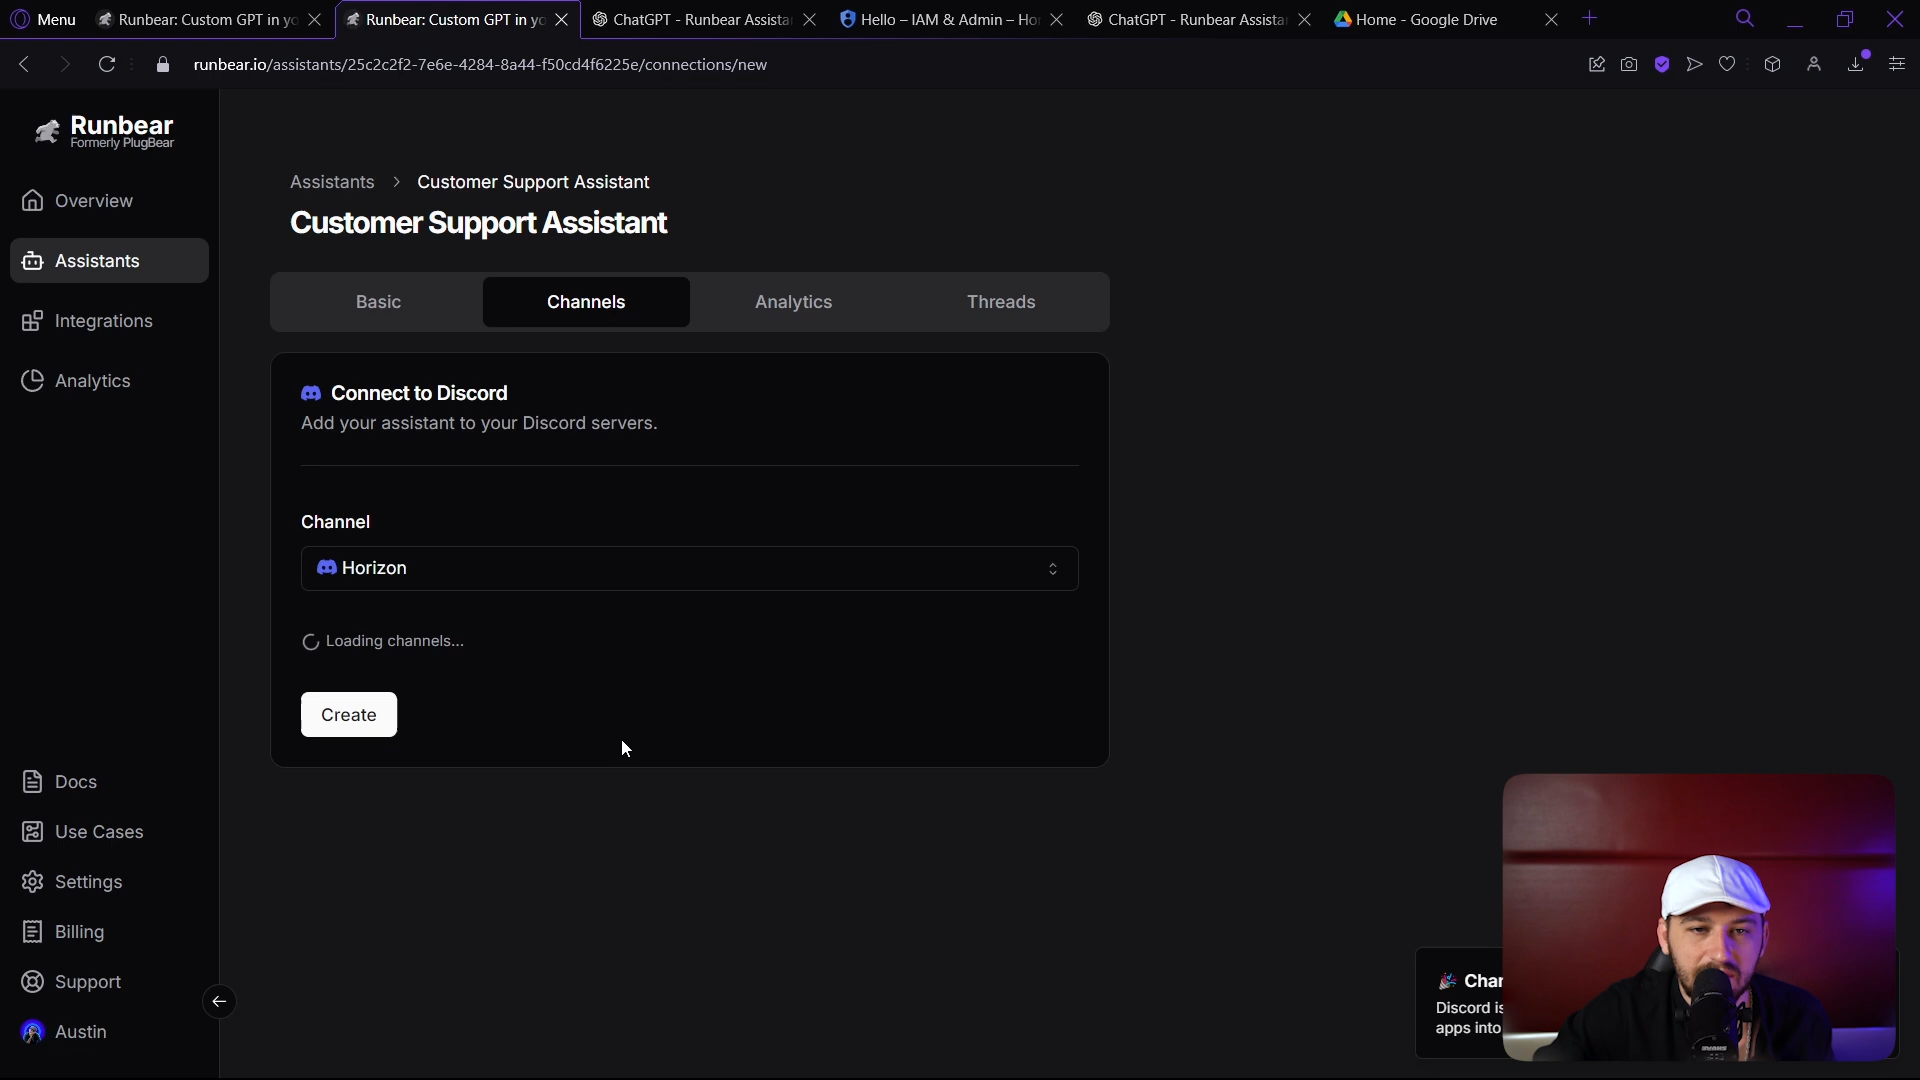 Menu
Runbear: Custom GPT in yo
Runbear: Custom GPT in yo
ChatGPT - Runbear Assista
Hello – IAM & Admin – Hor
ChatGPT - Runbear Assista
Home - Google Drive
runbear.io/assistants/25c2c2f2-7e6e-4284-8a44-f50cd4f6225e/connections/new
Runbear
Formerly PlugBear
Overview
Assistants
Integrations
Analytics
Docs
Use Cases
Settings
Billing
Support
Austin
Assistants > Customer Support Assistant
Customer Support Assistant
Basic
Channels
Analytics
Threads
Connect to Discord
Add your assistant to your Discord servers.
Channel
Horizon
Loading channels...
Create
Discord is
apps into